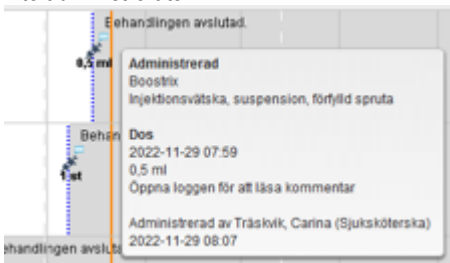 Behandlingen avslutad.
0,5 ml
Administrerad
Boostrix
Injektionsvätska, suspension, förfylld spruta
Behan
Dos
2022-11-29 07:59
1 st
0,5 ml
Öppna loggen för att läsa kommentar
Administrerad av Träskvik, Carina (Sjuksköterska)
ehandlingen avsluta
2022-11-29 08:07